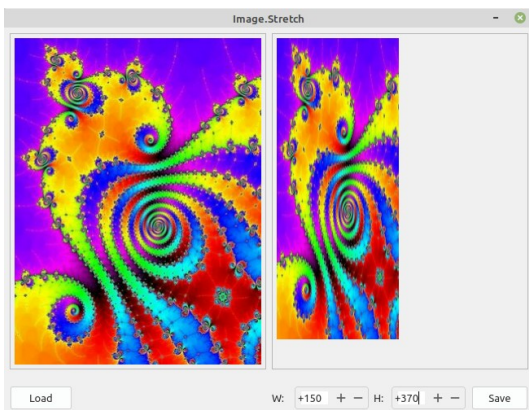 Image.Stretch
Load
W: +150 + − H: +370 + − Save